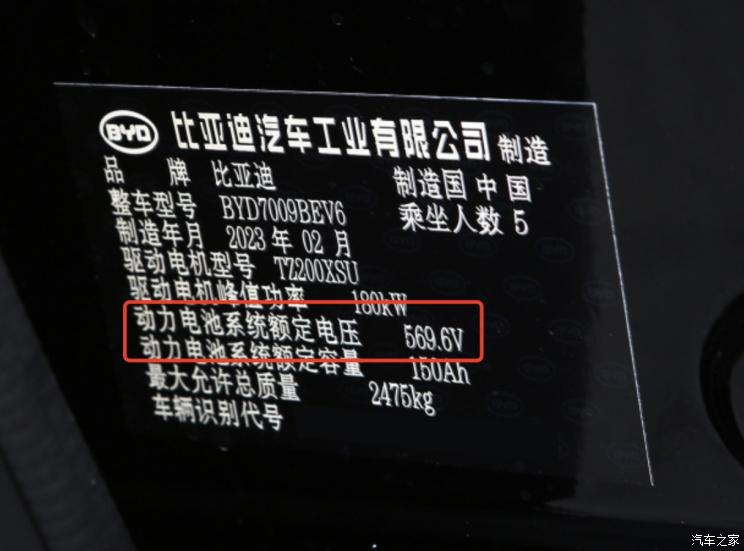 BYD 比亚迪汽车工业有限公司 制造
品 牌 比亚迪 制造国 中国
整车型号 BYD7009BEV6 乘坐人数 5
制造年月 2023 年 02 月
驱动电机型号 TZ200XSU
驱动电机峰值功率 180kW
动力电池系统额定电压 569.6V
动力电池系统额定容量 150Ah
最大允许总质量 2475kg
车辆识别代号
汽车之家